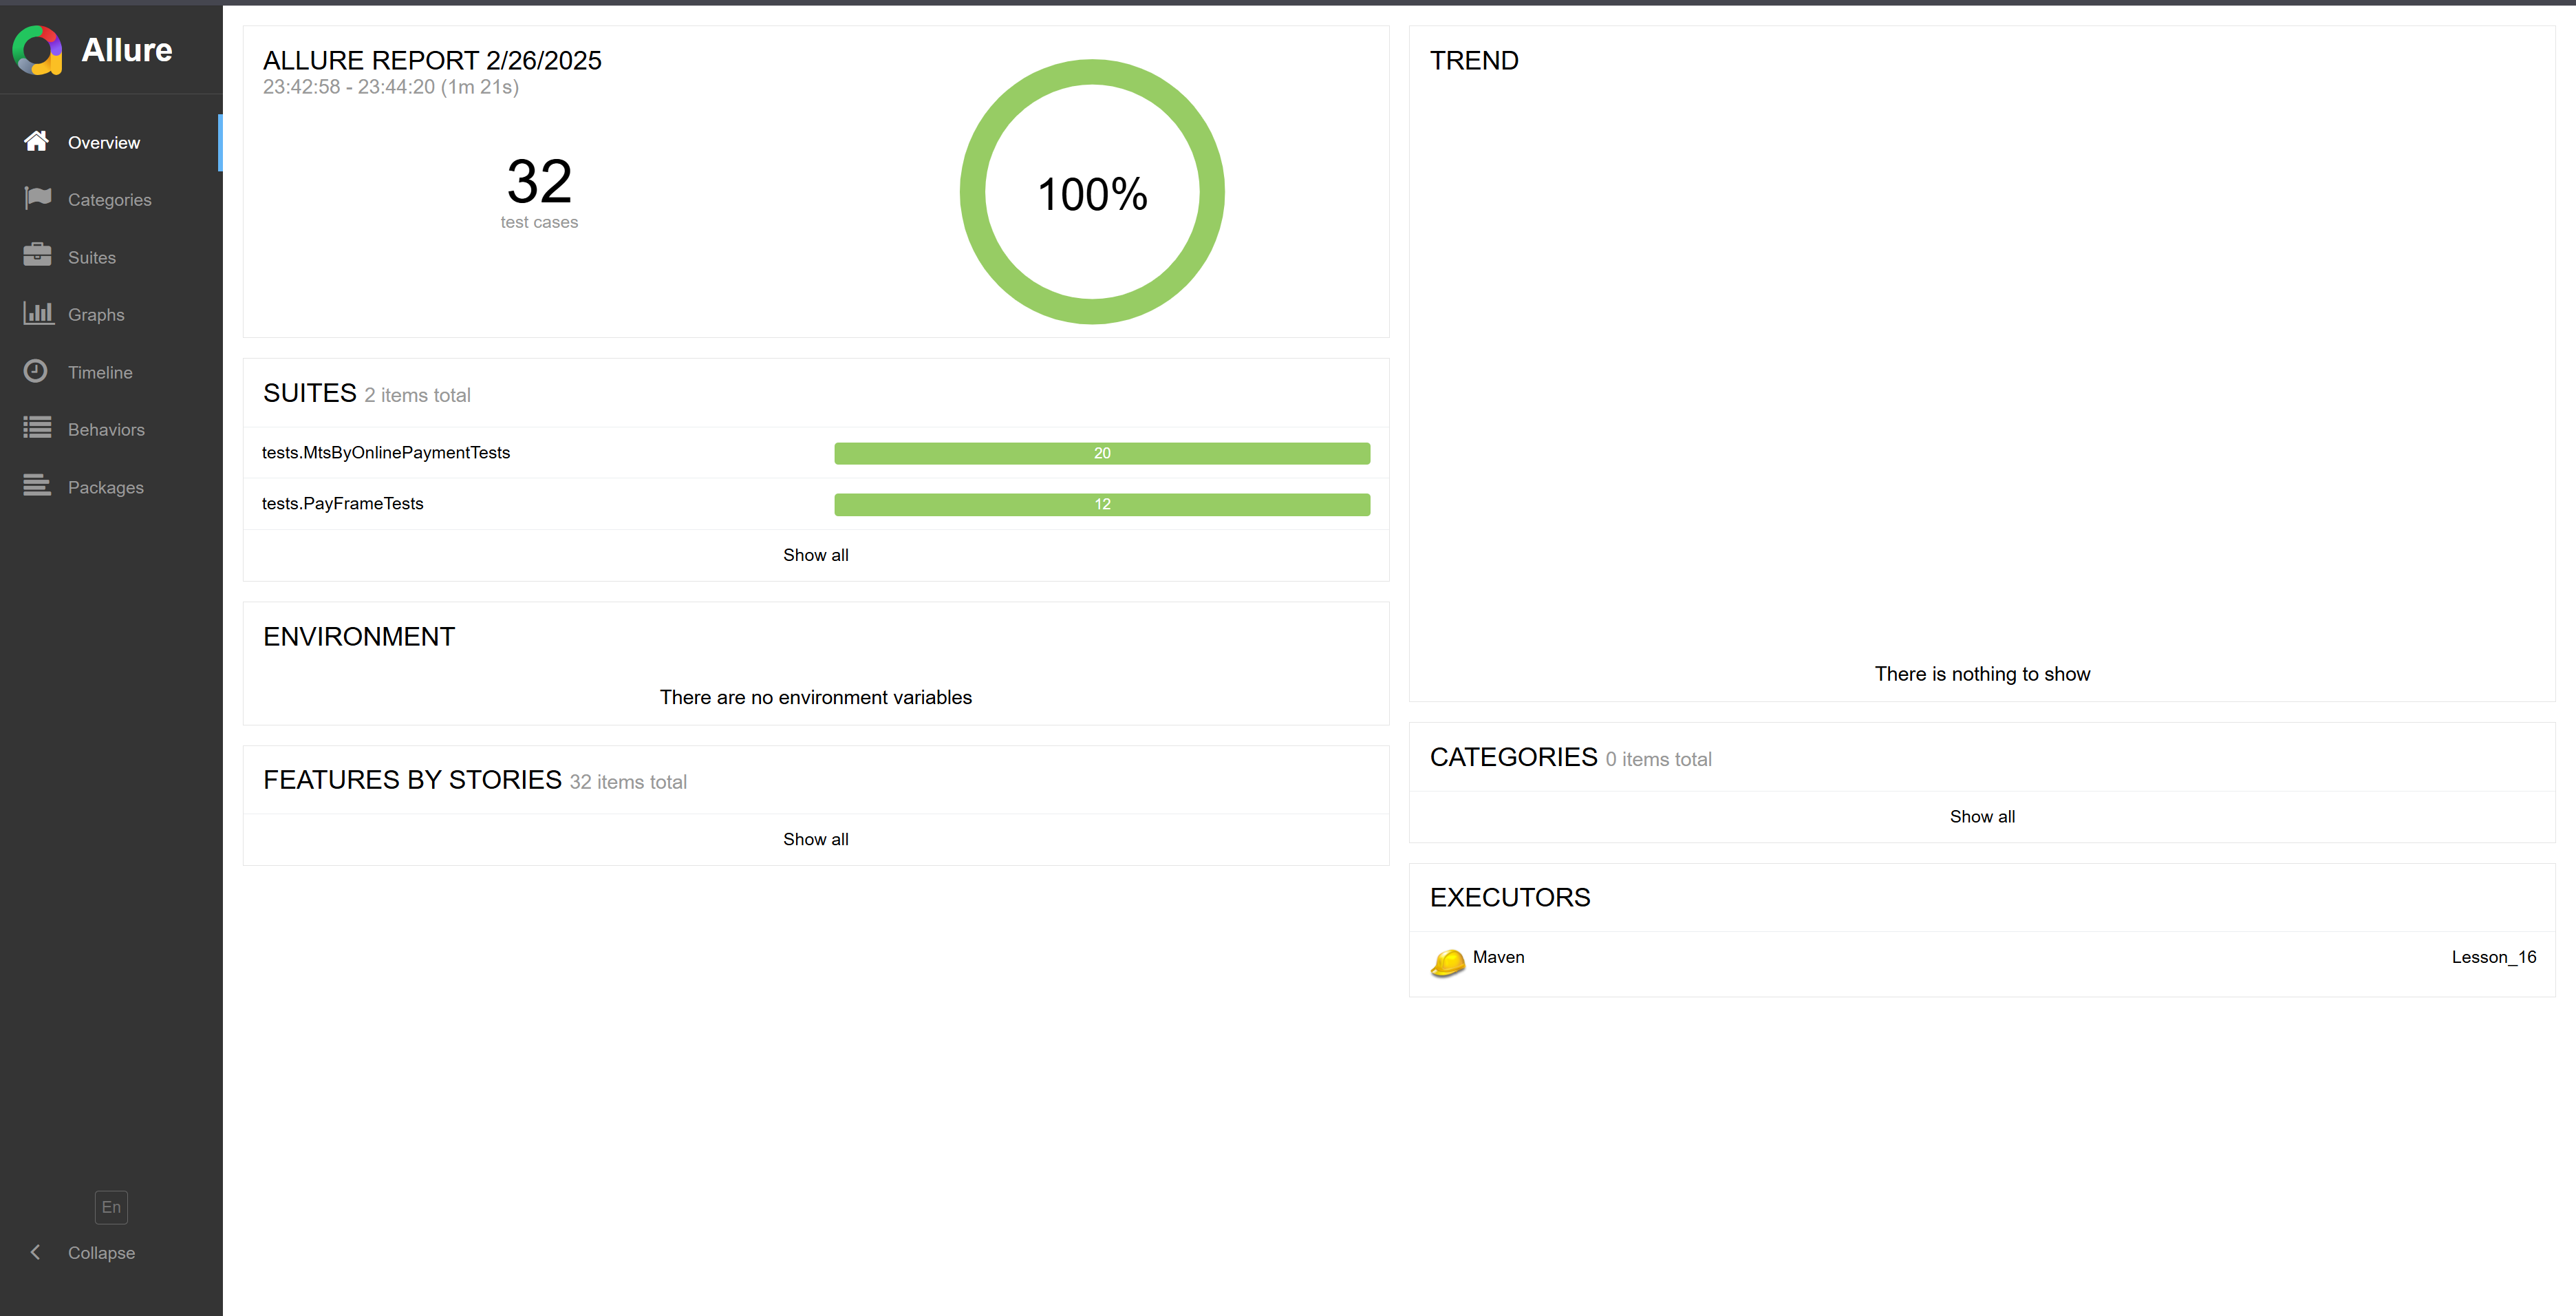 Allure
Overview
Categories
Suites
Graphs
Timeline
Behaviors
Packages
En
Collapse
ALLURE REPORT 2/26/2025
23:42:58 - 23:44:20 (1m 21s)
32
test cases
100%
SUITES 2 items total
tests.MtsByOnlinePaymentTests 20
tests.PayFrameTests 12
Show all
ENVIRONMENT
There are no environment variables
FEATURES BY STORIES 32 items total
Show all
TREND
There is nothing to show
CATEGORIES 0 items total
Show all
EXECUTORS
Maven Lesson_16